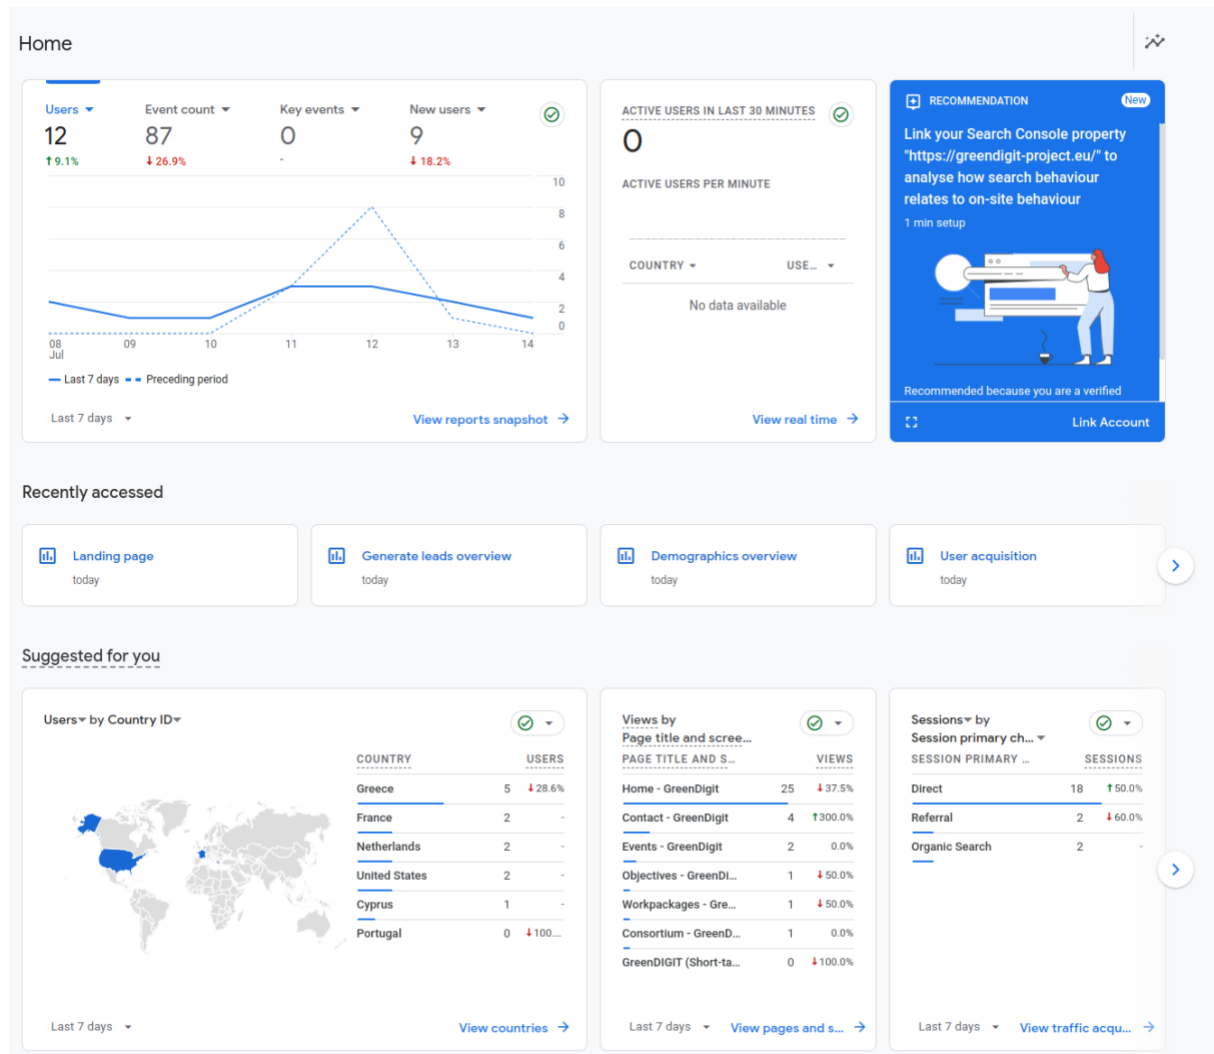 Home
Users Event count Key events New users
12 87 0 9
9.1% 26.9% - 18.2%
10
8
6
4
2
0
08 09 10 11 12 13 14
Jul
Last 7 days Preceding period
Last 7 days View reports snapshot
ACTIVE USERS IN LAST 30 MINUTES
0
ACTIVE USERS PER MINUTE
COUNTRY USE...
No data available
View real time
RECOMMENDATION New
Link your Search Console property
"https://greendigit-project.eu/" to
analyse how search behaviour
relates to on-site behaviour
1 min setup
Recommended because you are a verified
Link Account
Recently accessed
Landing page
today
Generate leads overview
today
Demographics overview
today
User acquisition
today
Suggested for you
Users by Country ID
COUNTRY USERS
Greece 5 28.6%
France 2 -
Netherlands 2 -
United States 2 -
Cyprus 1 -
Portugal 0 100...
Last 7 days View countries
Views by
Page title and scree...
PAGE TITLE AND S... VIEWS
Home - GreenDigit 25 37.5%
Contact - GreenDigit 4 300.0%
Events - GreenDigit 2 0.0%
Objectives - GreenDi... 1 50.0%
Workpackages - Gre... 1 50.0%
Consortium - GreenD... 1 0.0%
GreenDIGIT (Short-ta... 0 100.0%
Last 7 days View pages and s...
Sessions by
Session primary ch...
SESSION PRIMARY ... SESSIONS
Direct 18 50.0%
Referral 2 60.0%
Organic Search 2 -
Last 7 days View traffic acqu...